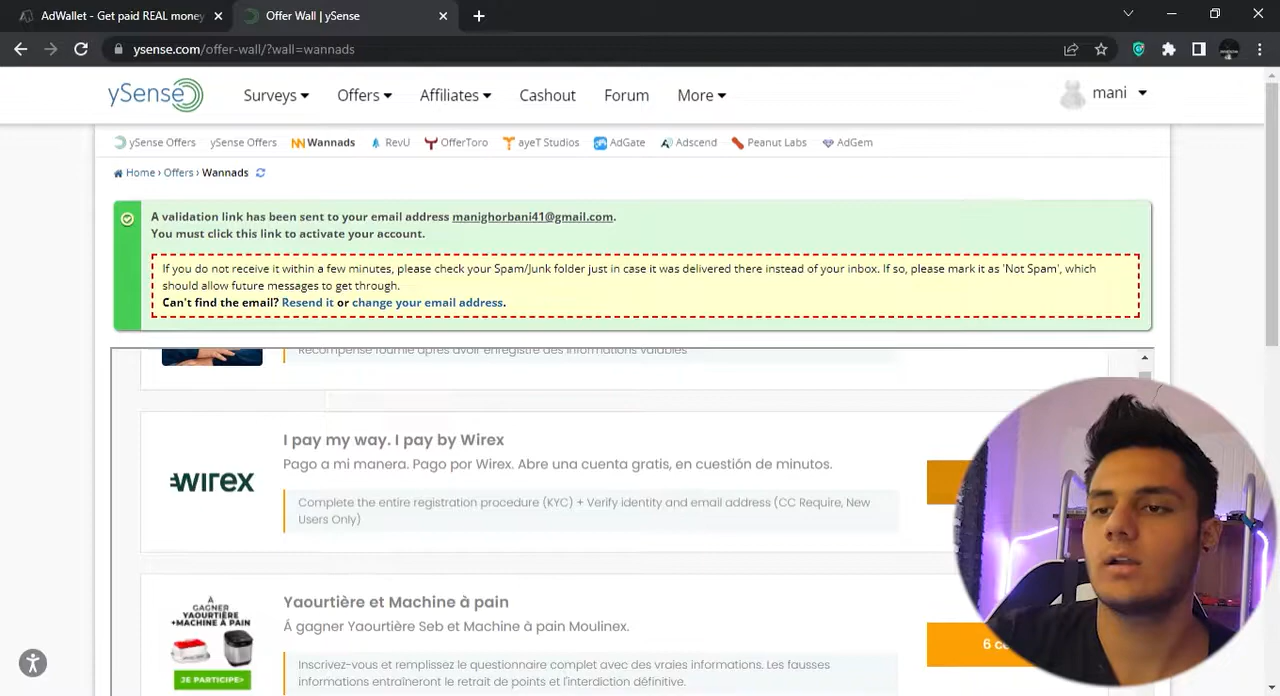 AdWallet - Get paid REAL money
Offer Wall | ySense
ysense.com/offer-wall/?wall=wannads
ySense
Surveys
Offers
Affiliates
Cashout
Forum
More
mani
ySense Offers
ySense Offers
Wannads
RevU
OfferToro
ayeT Studios
AdGate
Adscend
Peanut Labs
AdGem
Home › Offers › Wannads
A validation link has been sent to your email address manighorbani41@gmail.com.
You must click this link to activate your account.
If you do not receive it within a few minutes, please check your Spam/Junk folder just in case it was delivered there instead of your inbox. If so, please mark it as 'Not Spam', which
should allow future messages to get through.
Can't find the email? Resend it or change your email address.
Récompense fournie après avoir enregistré des informations valables
I pay my way. I pay by Wirex
Pago a mi manera. Pago por Wirex. Abre una cuenta gratis, en cuestión de minutos.
WIREX
Complete the entire registration procedure (KYC) + Verify identity and email address (CC Require, New
Users Only)
À
GAGNER
YAOURTIÈRE
+MACHINE À PAIN
JE PARTICIPE>
Yaourtière et Machine à pain
Á gagner Yaourtière Seb et Machine à pain Moulinex.
6
Inscrivez-vous et remplissez le questionnaire complet avec des vraies informations. Les fausses
informations entraîneront le retrait de points et l'interdiction définitive.